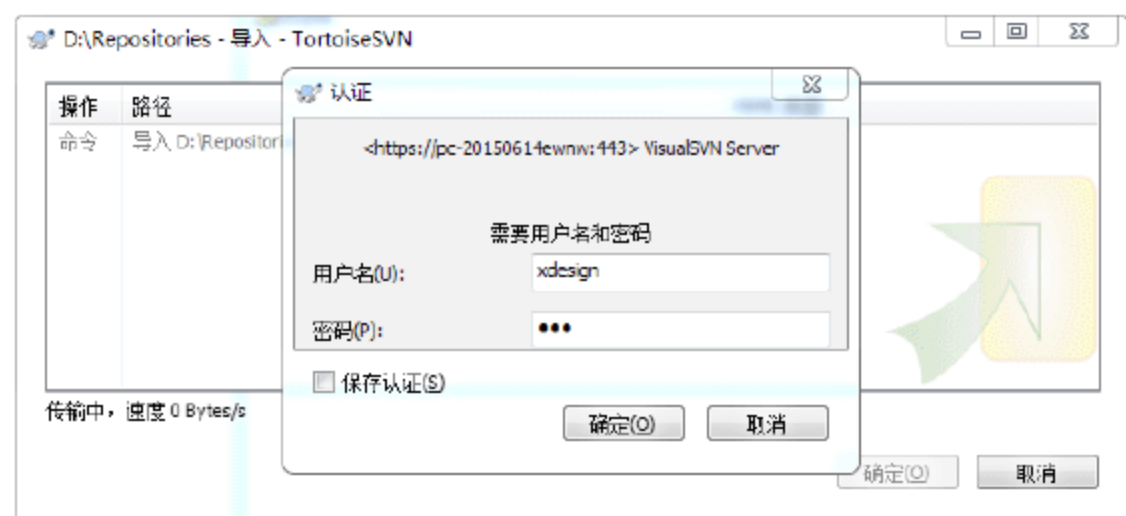 D:\Repositories - 导入 - TortoiseSVN
操作 路径
命令 导入 D:\Repositori
认证
<https://pc-20150614ewnw:443> VisualSVN Server
需要用户名和密码
用户名(U): xdesign
密码(P): ●●●
保存认证(S)
确定(O) 取消
传输中，速度 0 Bytes/s
确定(O) 取消